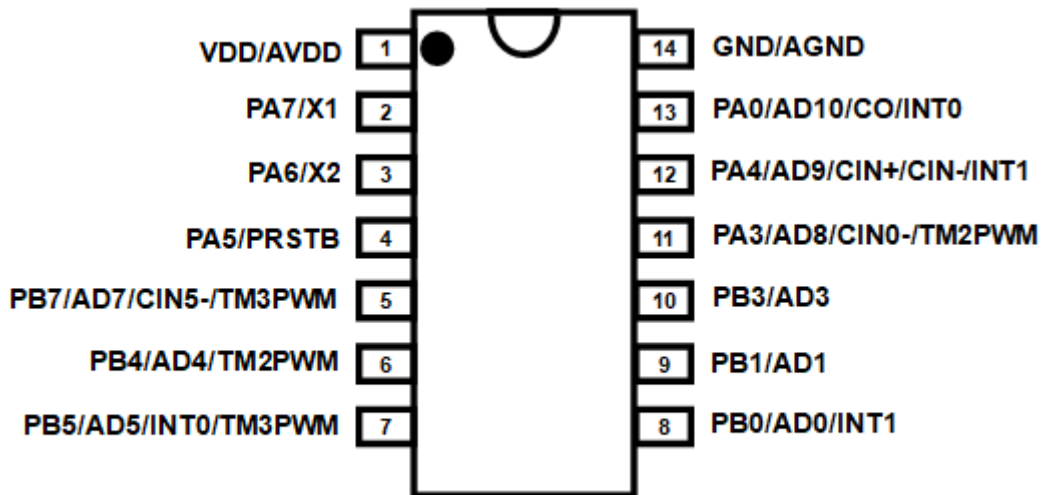 VDD/AVDD 1 14 GND/AGND
PA7/X1 2 13 PA0/AD10/CO/INT0
PA6/X2 3 12 PA4/AD9/CIN+/CIN-/INT1
PA5/PRSTB 4 11 PA3/AD8/CIN0-/TM2PWM
PB7/AD7/CIN5-/TM3PWM 5 10 PB3/AD3
PB4/AD4/TM2PWM 6 9 PB1/AD1
PB5/AD5/INT0/TM3PWM 7 8 PB0/AD0/INT1